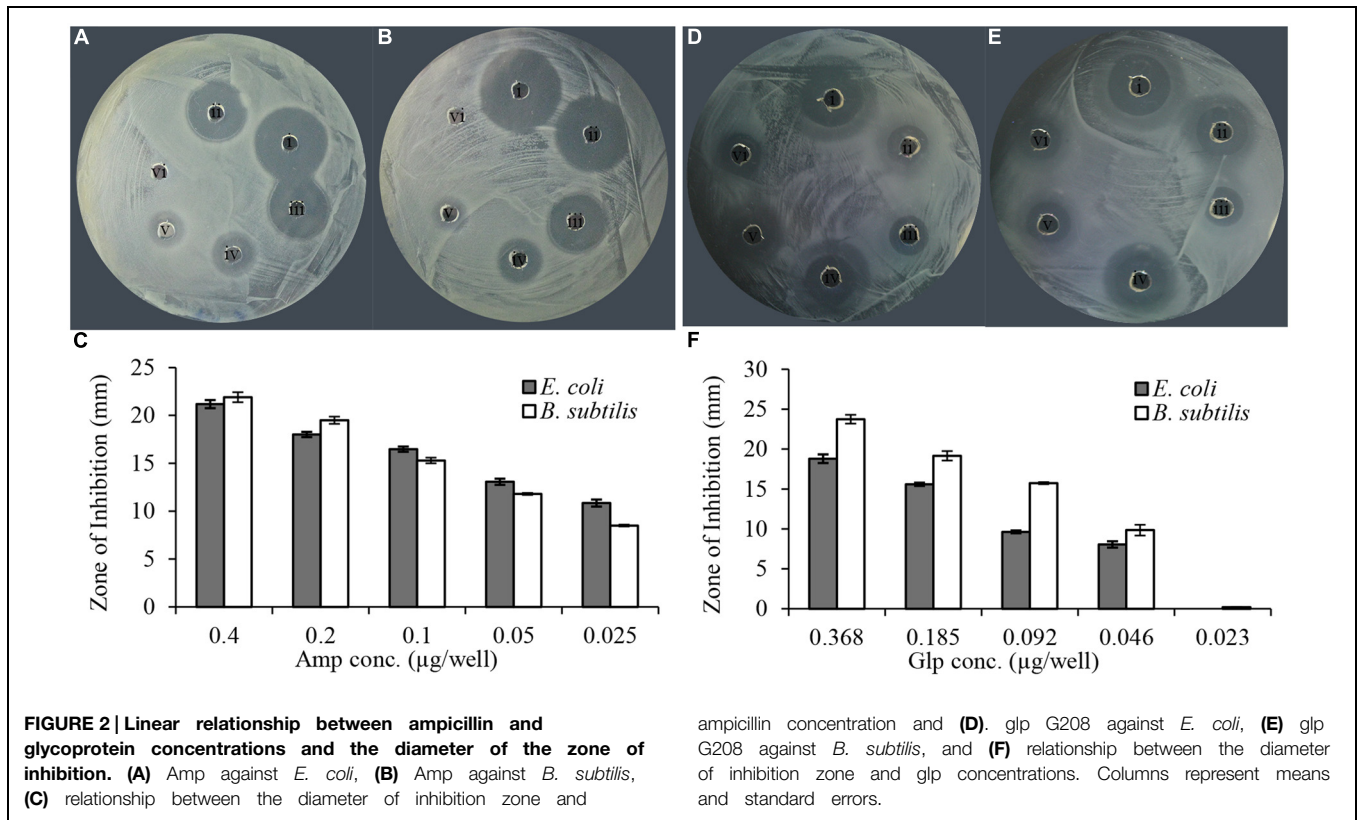 A
B
D
E
ii
i
iii
iv
v
vi
i
ii
iii
iv
v
vi
i
ii
iii
iv
v
vi
i
ii
iii
iv
v
vi
C
Zone of Inhibition (mm)
25
20
15
10
5
0
E. coli
B. subtilis
0.4 0.2 0.1 0.05 0.025
Amp conc. (µg/well)
F
Zone of Inhibition (mm)
30
25
20
15
10
5
0
E. coli
B. subtilis
0.368 0.185 0.092 0.046 0.023
Glp conc. (µg/well)
FIGURE 2 | Linear relationship between ampicillin and
glycoprotein concentrations and the diameter of the zone of
inhibition. (A) Amp against E. coli, (B) Amp against B. subtilis,
(C) relationship between the diameter of inhibition zone and
ampicillin concentration and (D). glp G208 against E. coli, (E) glp
G208 against B. subtilis, and (F) relationship between the diameter
of inhibition zone and glp concentrations. Columns represent means
and standard errors.